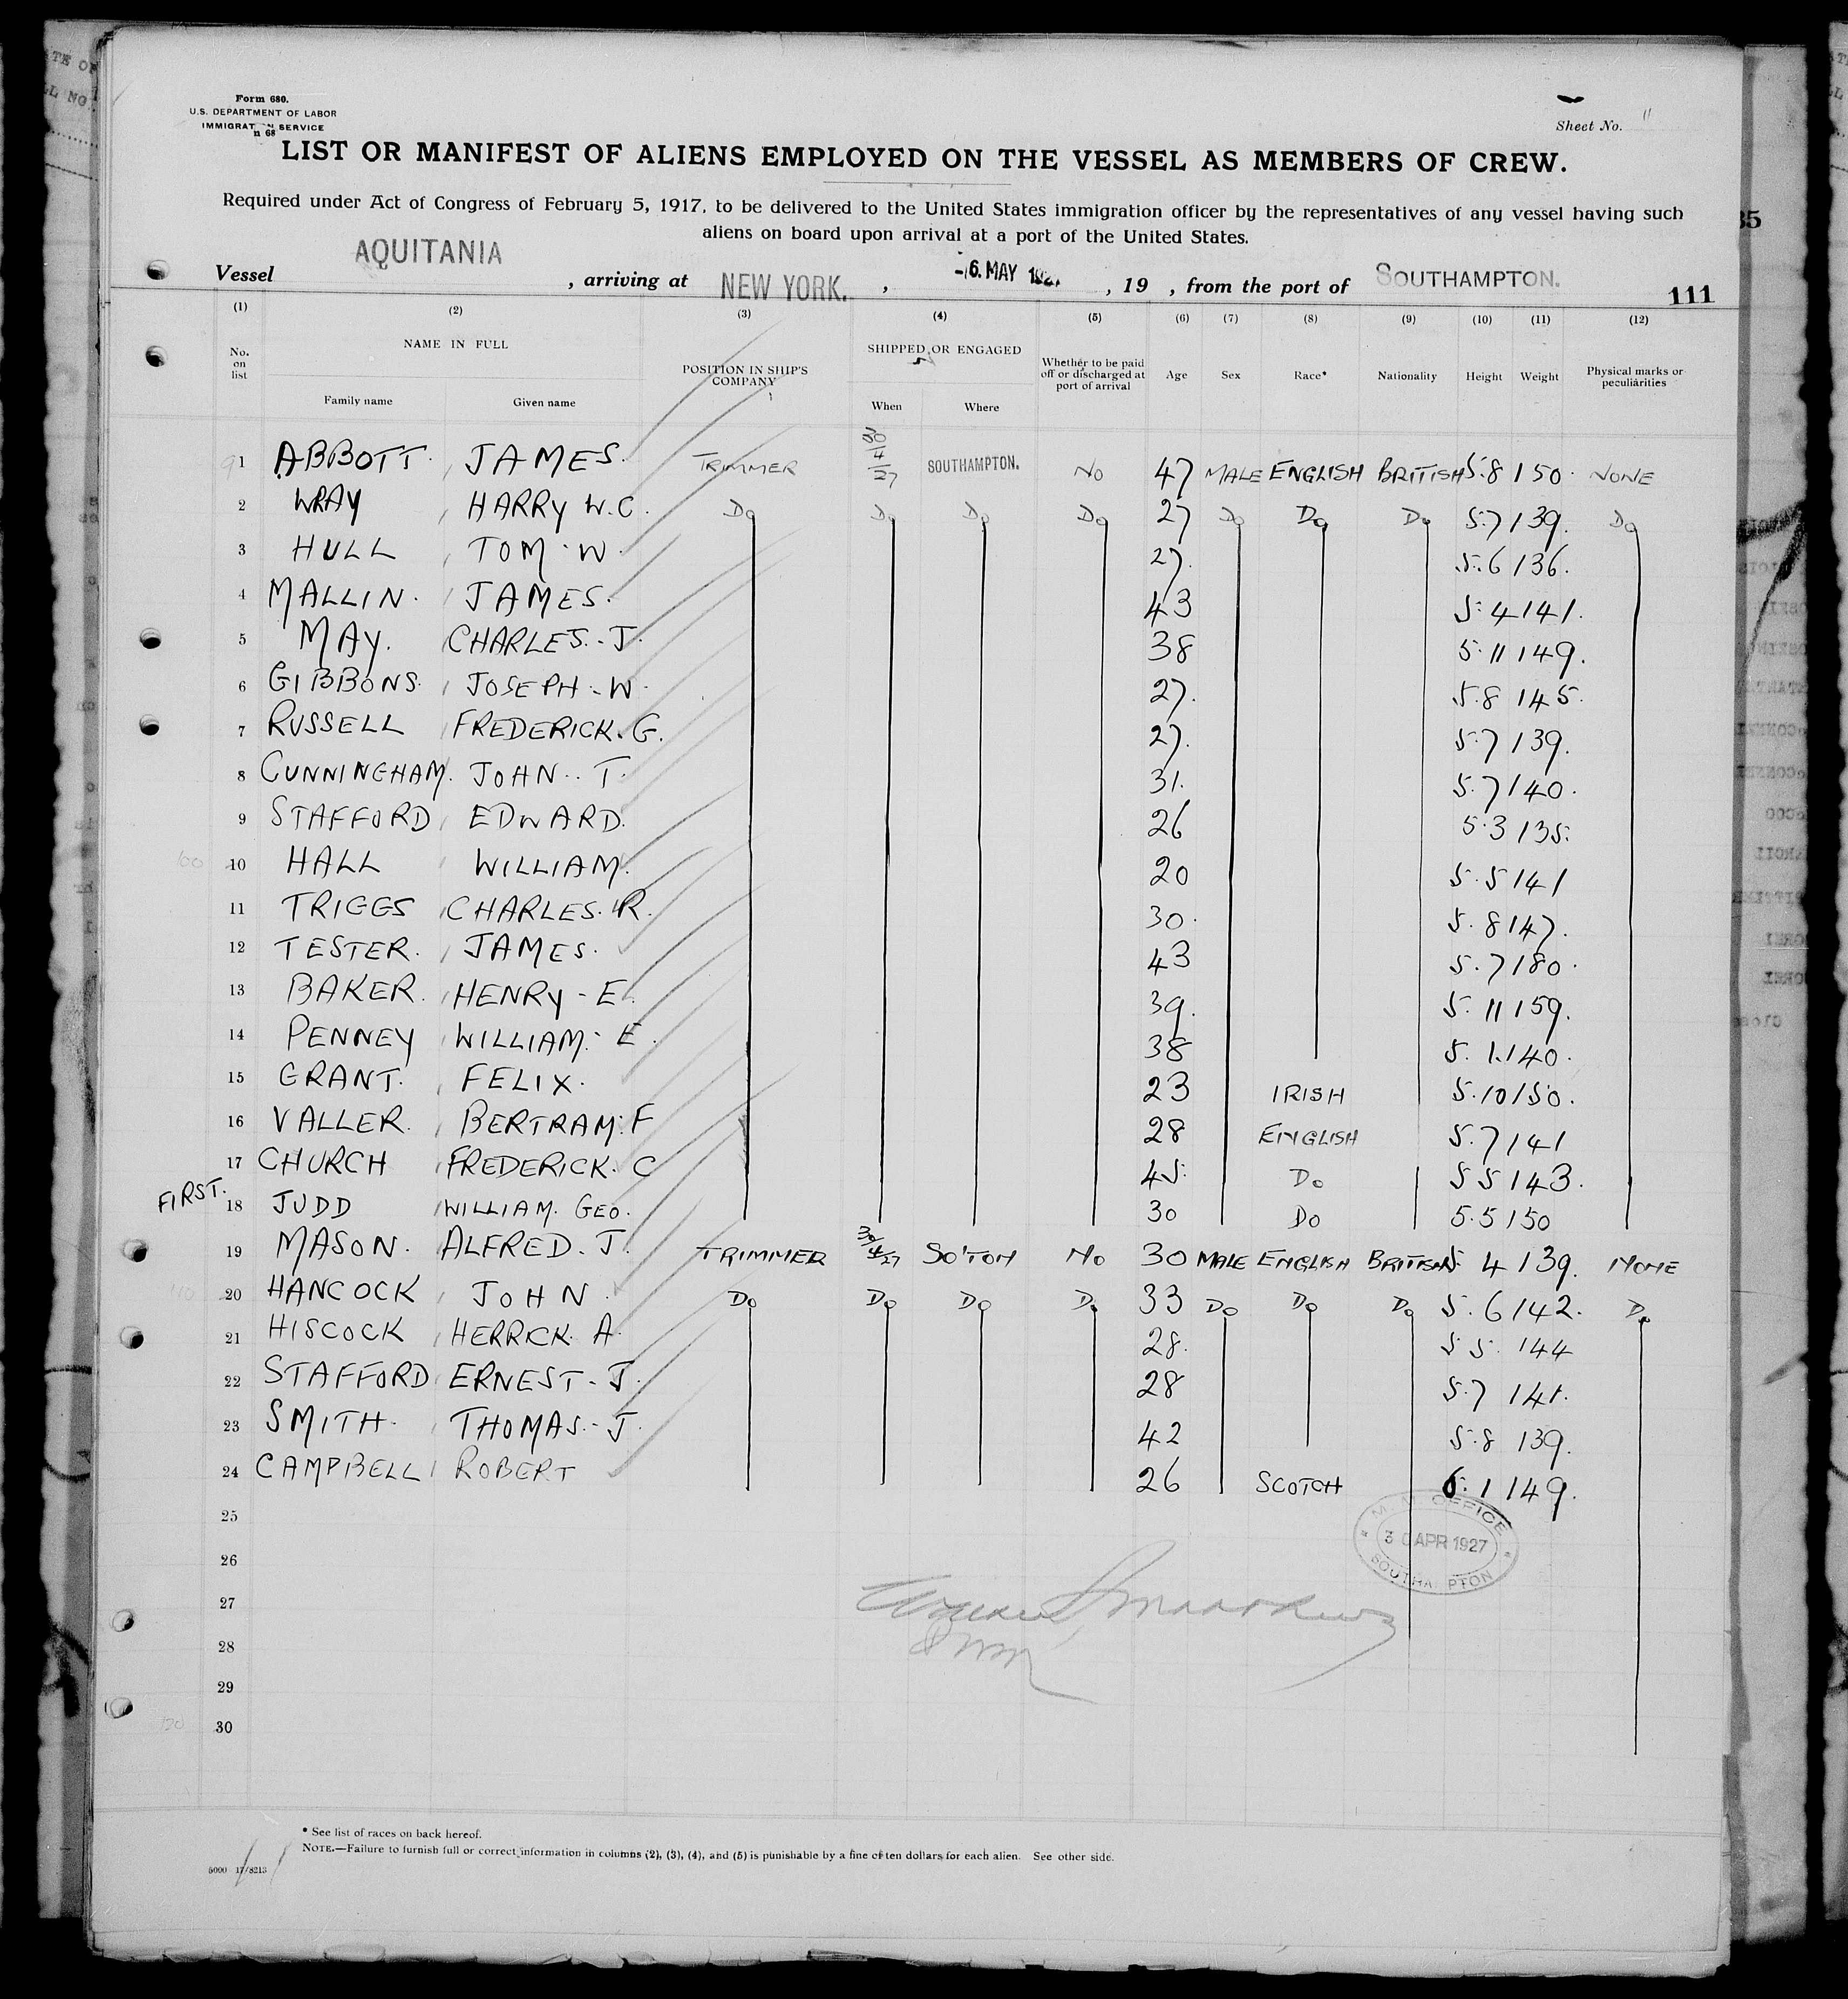 Form 680.
U.S. DEPARTMENT OF LABOR
IMMIGRATION SERVICE
n 68
Sheet No. 11
LIST OR MANIFEST OF ALIENS EMPLOYED ON THE VESSEL AS MEMBERS OF CREW.
Required under Act of Congress of February 5, 1917, to be delivered to the United States immigration officer by the representatives of any vessel having such
aliens on board upon arrival at a port of the United States.
Vessel AQUITANIA , arriving at NEW YORK. , -6. MAY 1927 , 19 , from the port of SOUTHAMPTON.
111
(1) (2) (3) (4) (5) (6) (7) (8) (9) (10) (11) (12)
No. on list NAME IN FULL Family name Given name POSITION IN SHIP'S COMPANY SHIPPED OR ENGAGED When Where Whether to be paid off or discharged at port of arrival Age Sex Race* Nationality Height Weight Physical marks or peculiarities
1 ABBOTT. JAMES. TRIMMER 30/4/27 SOUTHAMPTON. No 47 MALE ENGLISH BRITISH 5.8 150. NONE
2 WRAY HARRY W.C. Do Do Do Do 27 Do Do Do 5.7 139. Do
3 HULL TOM. W. 27. 5.6 136.
4 MALLIN. JAMES. 43 5.4 141.
5 MAY. CHARLES.-J. 38 5.11 149.
6 GIBBONS. JOSEPH.-W. 27. 5.8 145.
7 RUSSELL FREDERICK.G. 27. 5.7 139.
8 CUNNINGHAM. JOHN.. T. 31. 5.7 140.
9 STAFFORD EDWARD. 26 5.3 135.
10 HALL WILLIAM. 20 5.5 141
11 TRIGGS CHARLES. R. 30. 5.8 147.
12 TESTER. JAMES. 43 5.7 180.
13 BAKER. HENRY-E. 39. 5.11 159.
14 PENNEY WILLIAM.-E. 38 5.1. 140.
15 GRANT. FELIX. 23 IRISH 5.10 150.
16 VALLER. BERTRAM.F 28 ENGLISH 5.7 141
17 CHURCH FREDERICK. C 45. Do 5 5 143.
FIRST. 18 JUDD WILLIAM. GEO. 30 Do 5.5 150
19 MASON. ALFRED. J. TRIMMER 30/4/27 SO'TON No 30 MALE ENGLISH BRITISH 5 4 139. NONE
20 HANCOCK JOHN. Do Do Do Do 33 Do Do Do 5.6 142. Do
21 HISCOCK HERRICK. A. 28. 5 5. 144
22 STAFFORD ERNEST-J. 28 5.7 141.
23 SMITH. THOMAS.-J. 42 5.8 139.
24 CAMPBELL ROBERT 26 SCOTCH 6.1 149.
25
26
27
28
29
30
M. M. OFFICE
30 APR 1927
SOUTHAMPTON
* See list of races on back hereof.
NOTE.—Failure to furnish full or correct information in columns (2), (3), (4), and (5) is punishable by a fine of ten dollars for each alien. See other side.
5000 17/8213